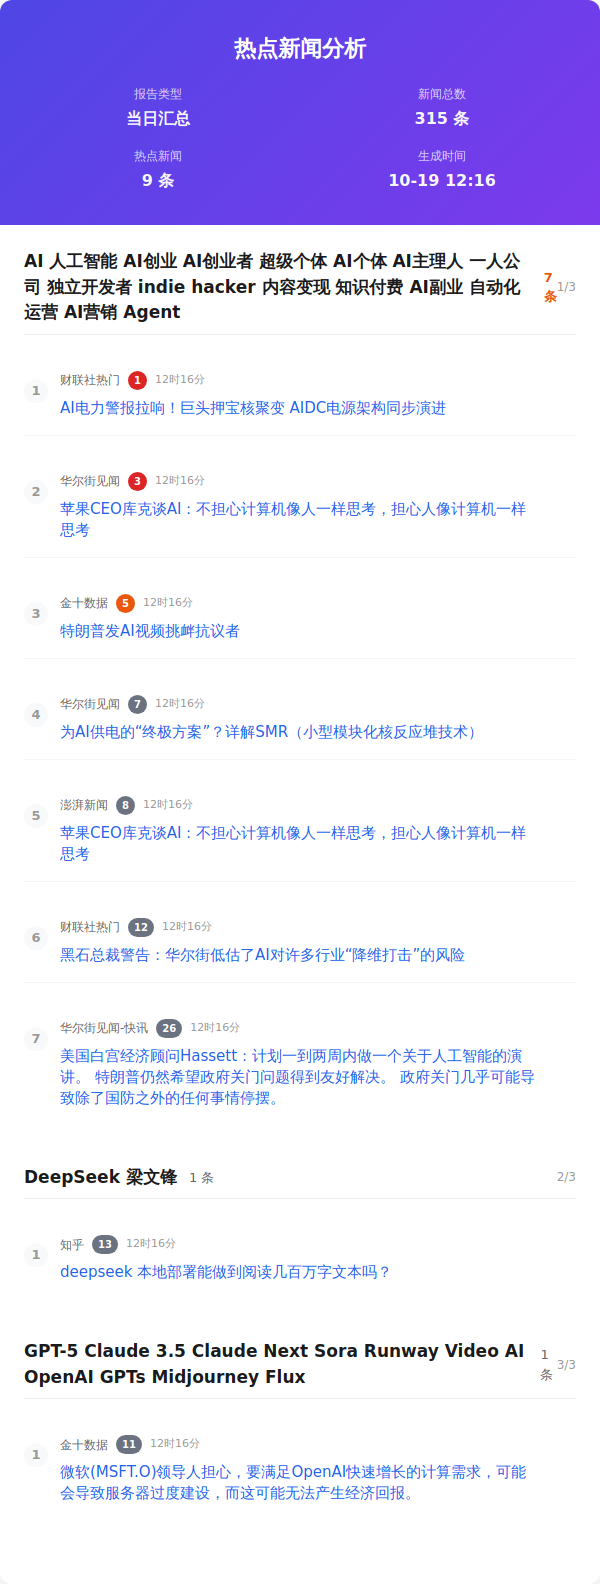 热点新闻分析
报告类型
新闻总数
当日汇总
315 条
热点新闻
生成时间
9 条
10-19 12:16
AI 人工智能 AI创业 AI创业者 超级个体 AI个体 AI主理人 一人公
司 独立开发者 indie hacker 内容变现 知识付费 AI副业 自动化
运营 AI营销 Agent
7
条
1/3
1
财联社热门 1 12时16分
AI电力警报拉响！巨头押宝核聚变 AIDC电源架构同步演进
2
华尔街见闻 3 12时16分
苹果CEO库克谈AI：不担心计算机像人一样思考，担心人像计算机一样
思考
3
金十数据 5 12时16分
特朗普发AI视频挑衅抗议者
4
华尔街见闻 7 12时16分
为AI供电的“终极方案”？详解SMR（小型模块化核反应堆技术）
5
澎湃新闻 8 12时16分
苹果CEO库克谈AI：不担心计算机像人一样思考，担心人像计算机一样
思考
6
财联社热门 12 12时16分
黑石总裁警告：华尔街低估了AI对许多行业“降维打击”的风险
7
华尔街见闻-快讯 26 12时16分
美国白宫经济顾问Hassett：计划一到两周内做一个关于人工智能的演
讲。 特朗普仍然希望政府关门问题得到友好解决。 政府关门几乎可能导
致除了国防之外的任何事情停摆。
DeepSeek 梁文锋 1 条 2/3
1
知乎 13 12时16分
deepseek 本地部署能做到阅读几百万字文本吗？
GPT-5 Claude 3.5 Claude Next Sora Runway Video AI
OpenAI GPTs Midjourney Flux
1
条
3/3
1
金十数据 11 12时16分
微软(MSFT.O)领导人担心，要满足OpenAI快速增长的计算需求，可能
会导致服务器过度建设，而这可能无法产生经济回报。